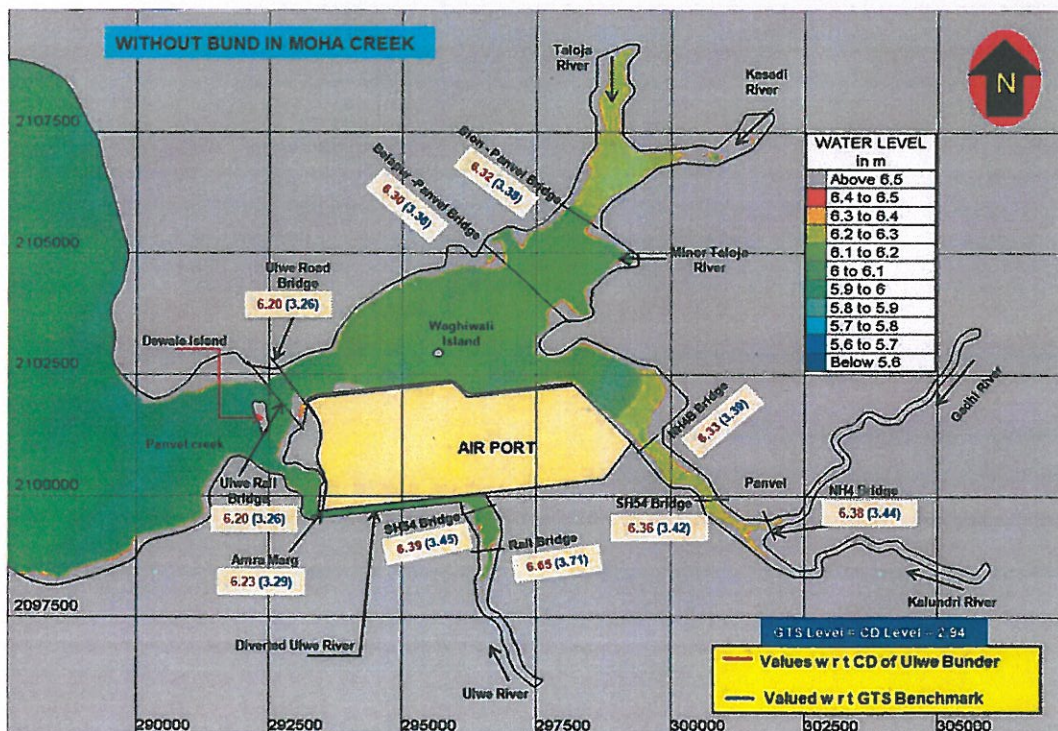 WITHOUT BUND IN MOHA CREEK
Taloja
River
Kasadi
River
N
2107500
Sion -Panvel Bridge
6.32 (3.38)
Belapur -Panvel Bridge
6.30 (3.36)
WATER LEVEL
in m
Above 6.5
6.4 to 6.5
6.3 to 6.4
6.2 to 6.3
6.1 to 6.2
6 to 6.1
5.9 to 6
5.8 to 5.9
5.7 to 5.8
5.6 to 5.7
Below 5.6
2105000
Minor Taloja
River
Ulwe Road
Bridge
6.20 (3.26)
Waghiwali
Island
Dewale Island
2102500
Gadhi River
NH4B Bridge
6.33 (3.39)
Panvel creek
AIR PORT
Ulwe Rail
Bridge
6.20 (3.26)
2100000
Panvel
NH4 Bridge
6.38 (3.44)
SH54 Bridge
6.36 (3.42)
SH54 Bridge
6.39 (3.45)
Rail Bridge
6.65 (3.71)
Amra Marg
6.23 (3.29)
Kalundri River
2097500
Diverted Ulwe River
Ulwe River
GTS Level = CD Level - 2.94
Values w r t CD of Ulwe Bunder
Valued w r t GTS Benchmark
290000
292500
295000
297500
300000
302500
305000